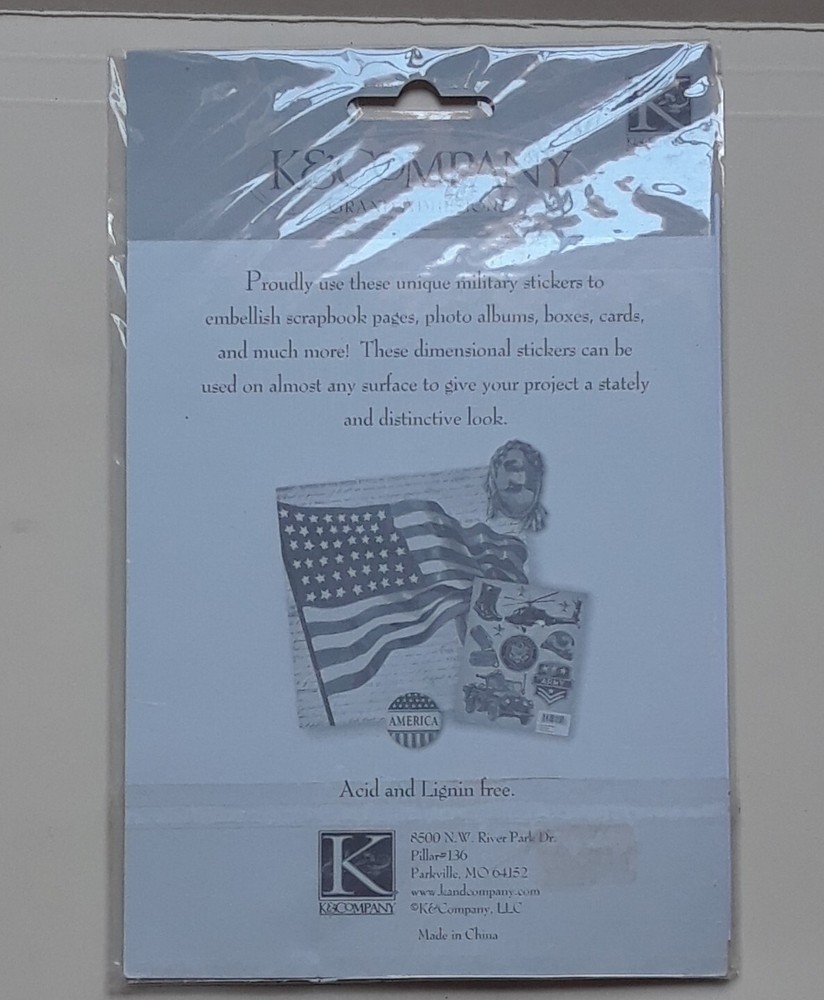 K
K&COMPANY
GRAND ADHESIONS
Proudly use these unique military stickers to
embellish scrapbook pages, photo albums, boxes, cards,
and much more! These dimensional stickers can be
used on almost any surface to give your project a stately
and distinctive look.
ARMY
AMERICA
Acid and Lignin free.
K
K&COMPANY
8500 N.W. River Park Dr.
Pillar#136
Parkville, MO 64152
www.kandcompany.com
©K&Company, LLC
Made in China